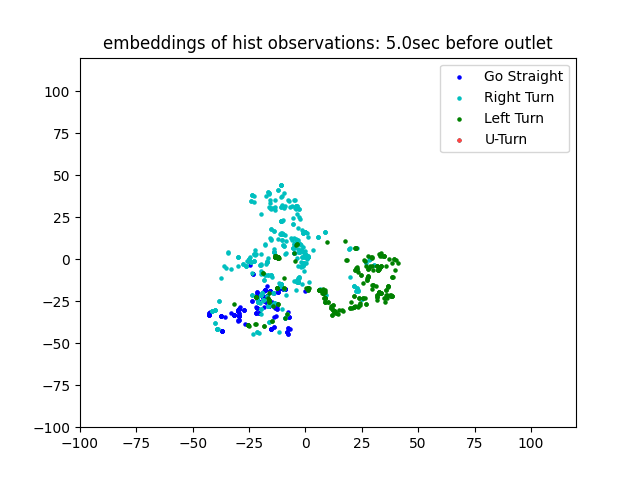 embeddings of hist observations: 5.0sec before outlet
Go Straight
Right Turn
Left Turn
U-Turn
100
75
50
25
0
−25
−50
−75
−100
−100 −75 −50 −25 0 25 50 75 100